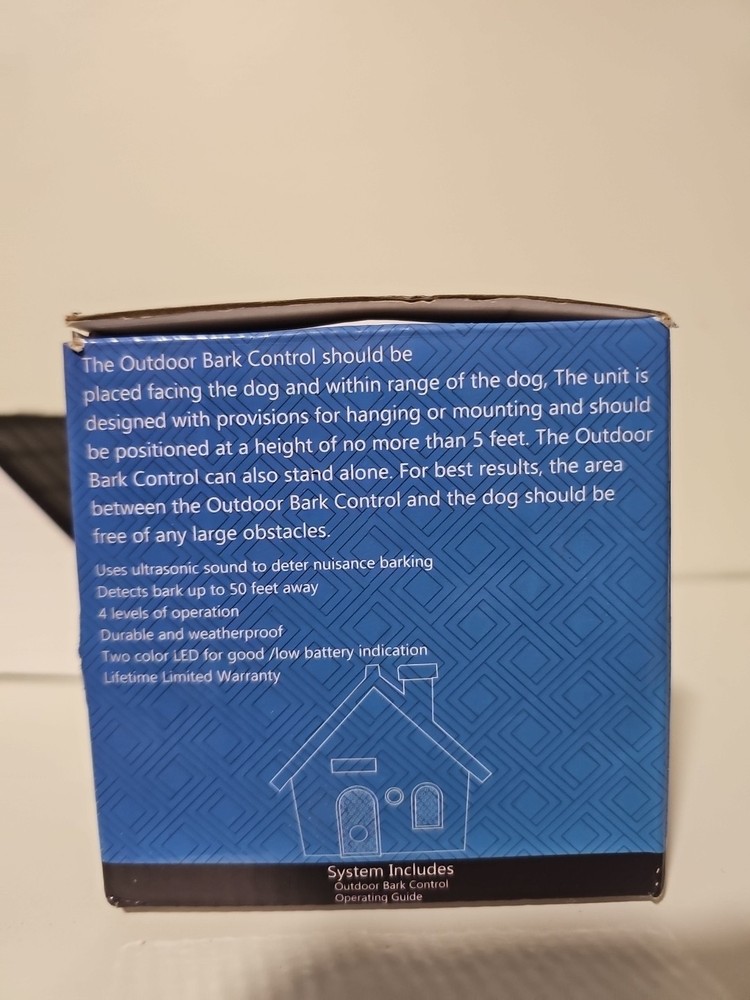 The Outdoor Bark Control should be
placed facing the dog and within range of the dog, The unit is
designed with provisions for hanging or mounting and should
be positioned at a height of no more than 5 feet. The Outdoor
Bark Control can also stand alone. For best results, the area
between the Outdoor Bark Control and the dog should be
free of any large obstacles.
Uses ultrasonic sound to deter nuisance barking
Detects bark up to 50 feet away
4 levels of operation
Durable and weatherproof
Two color LED for good /low battery indication
Lifetime Limited Warranty
System Includes
Outdoor Bark Control
Operating Guide